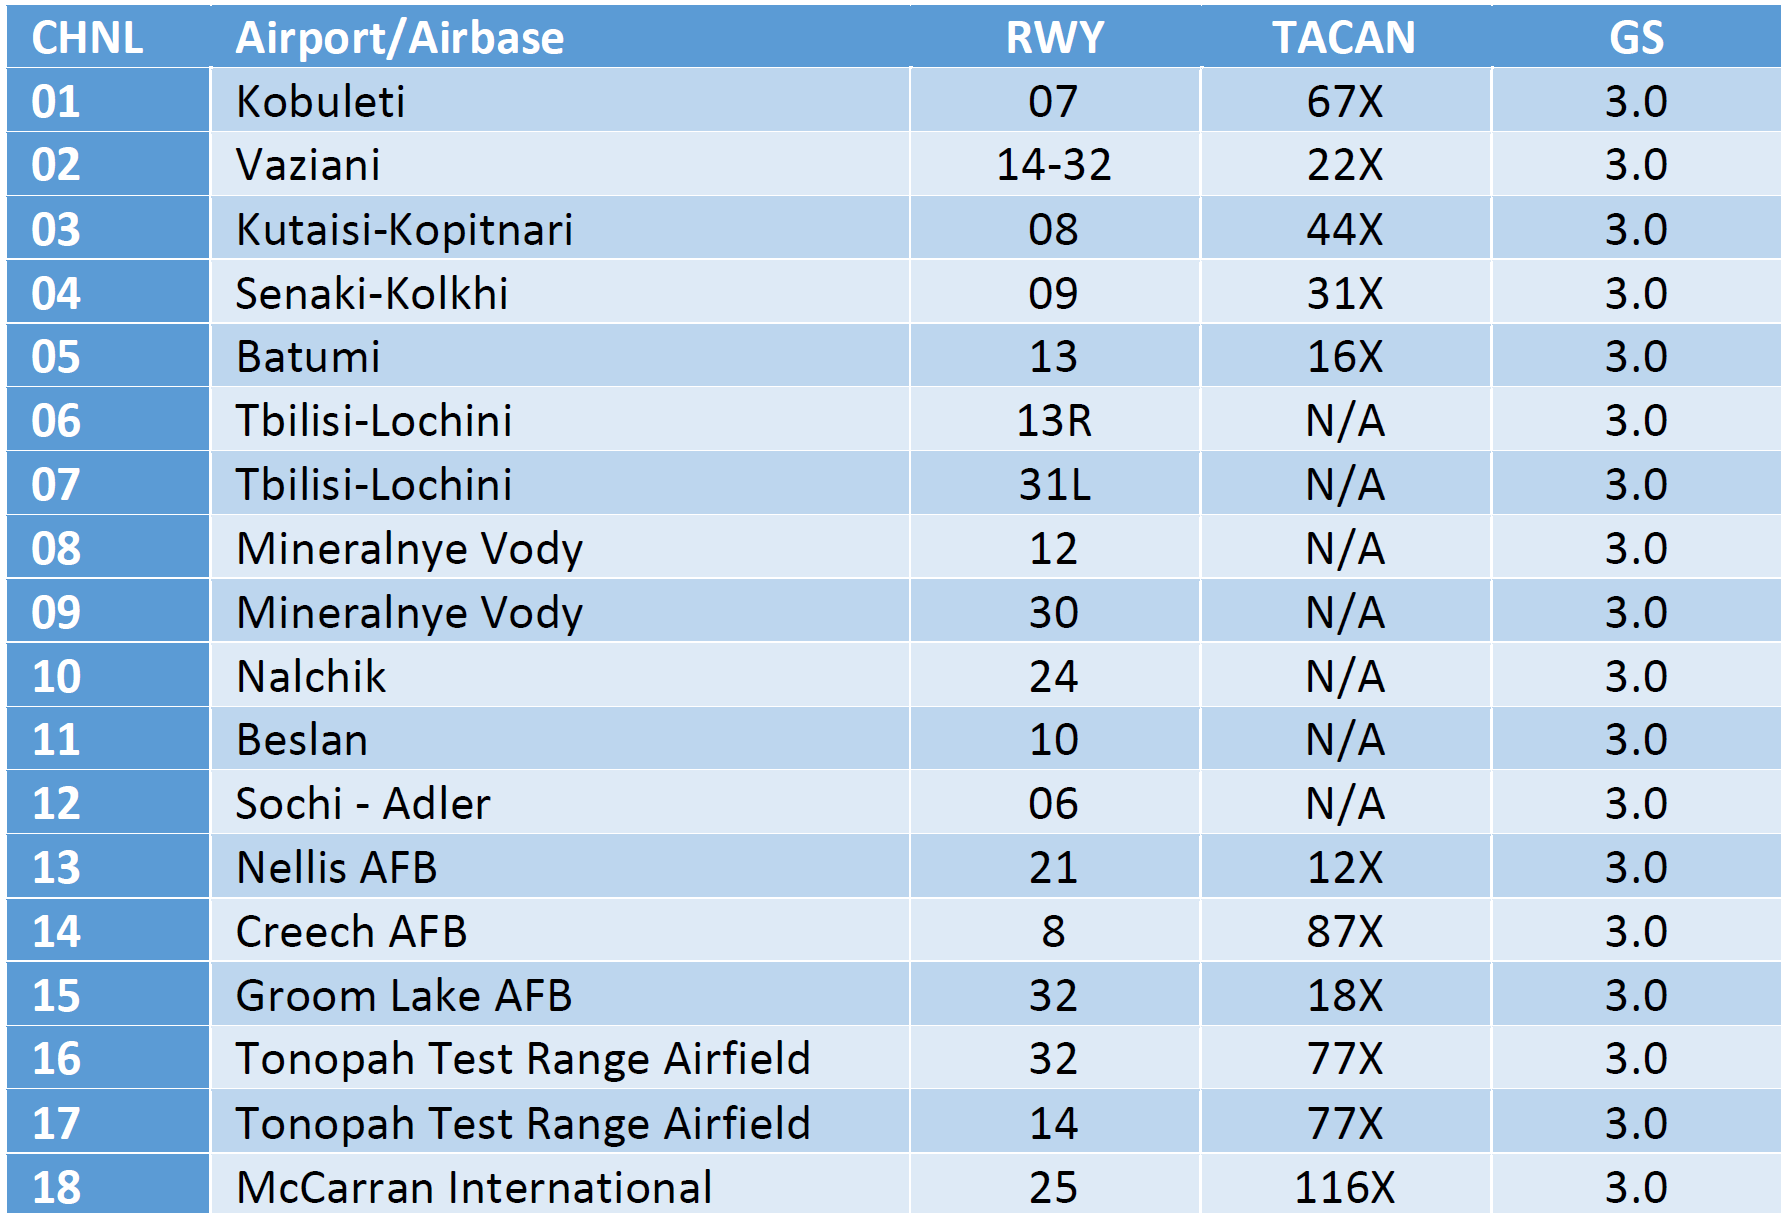 CHNL Airport/Airbase RWY TACAN GS
01 Kobuleti 07 67X 3.0
02 Vaziani 14-32 22X 3.0
03 Kutaisi-Kopitnari 08 44X 3.0
04 Senaki-Kolkhi 09 31X 3.0
05 Batumi 13 16X 3.0
06 Tbilisi-Lochini 13R N/A 3.0
07 Tbilisi-Lochini 31L N/A 3.0
08 Mineralnye Vody 12 N/A 3.0
09 Mineralnye Vody 30 N/A 3.0
10 Nalchik 24 N/A 3.0
11 Beslan 10 N/A 3.0
12 Sochi - Adler 06 N/A 3.0
13 Nellis AFB 21 12X 3.0
14 Creech AFB 8 87X 3.0
15 Groom Lake AFB 32 18X 3.0
16 Tonopah Test Range Airfield 32 77X 3.0
17 Tonopah Test Range Airfield 14 77X 3.0
18 McCarran International 25 116X 3.0